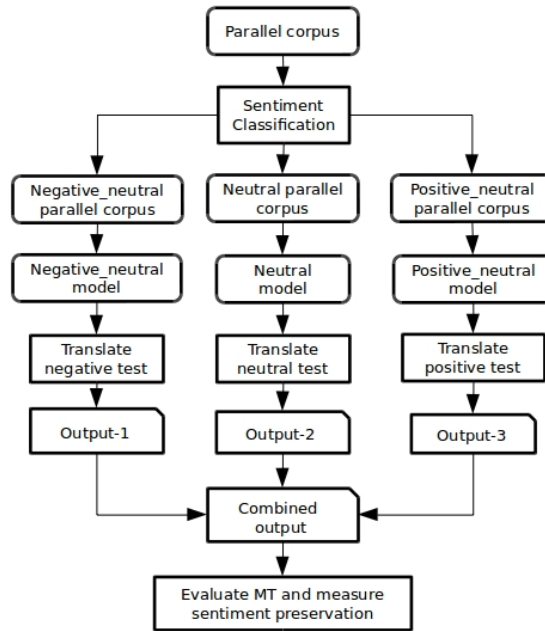 Parallel corpus
Sentiment
Classification
Negative_neutral
parallel corpus
Neutral parallel
corpus
Positive_neutral
parallel corpus
Negative_neutral
model
Neutral
model
Positive_neutral
model
Translate
negative test
Translate
neutral test
Translate
positive test
Output-1
Output-2
Output-3
Combined
output
Evaluate MT and measure
sentiment preservation